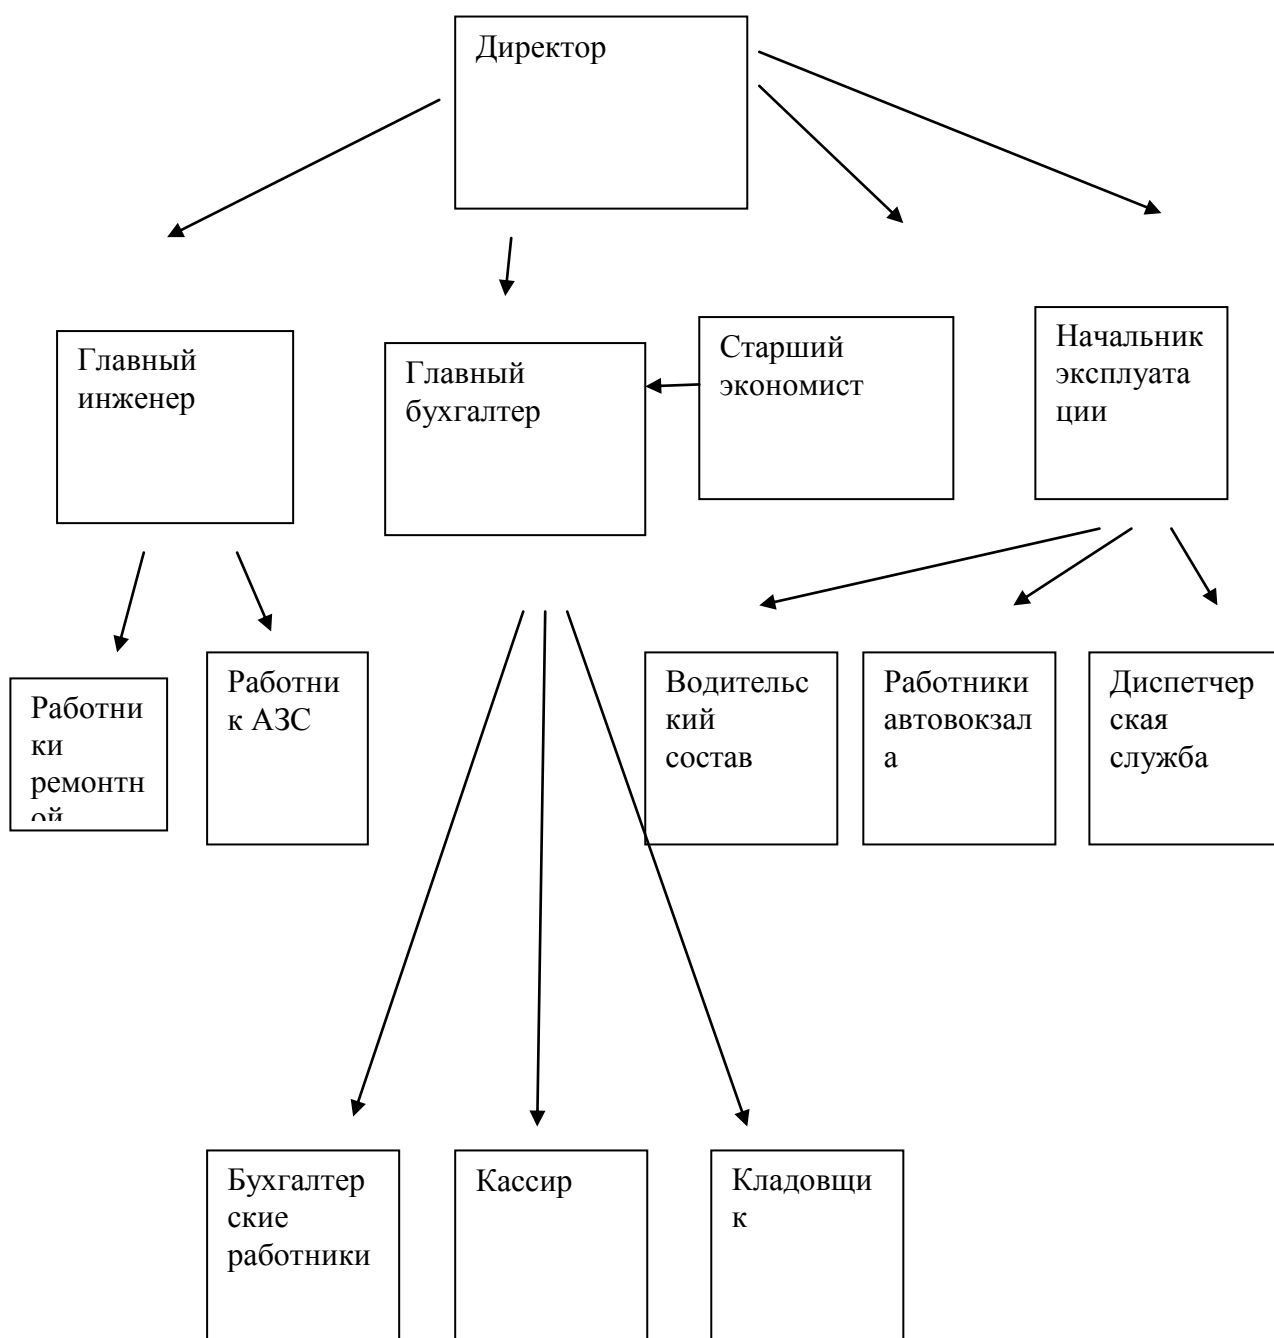 Директор
Главный
инженер
Главный
бухгалтер
Старший
экономист
Начальник
эксплуата
ции
Работни
ки
ремонтн
ой
Работни
к АЗС
Водительс
кий
состав
Работники
автовокзал
а
Диспетчер
ская
служба
Бухгалтер
ские
работники
Кассир
Кладовщи
к